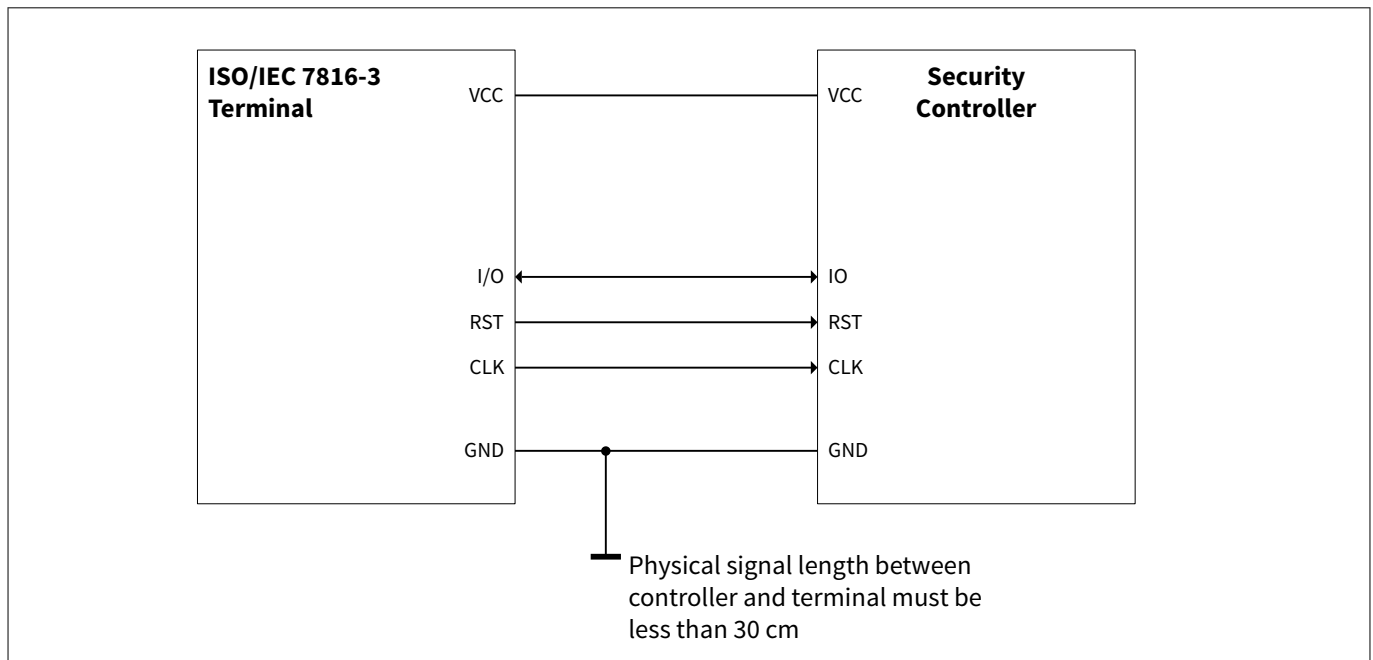 ISO/IEC 7816-3
Terminal
Security
Controller
VCC
VCC
I/O
IO
RST
RST
CLK
CLK
GND
GND
Physical signal length between
controller and terminal must be
less than 30 cm